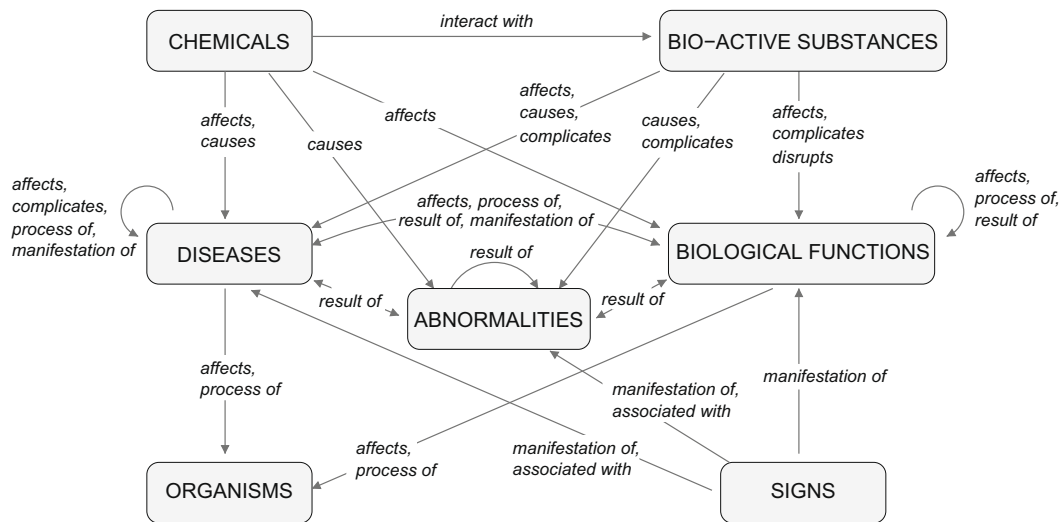 interact with
CHEMICALS
BIO−ACTIVE SUBSTANCES
affects,
causes
causes
affects
affects,
causes,
complicates
causes,
complicates
affects,
complicates
disrupts
affects,
complicates,
process of,
manifestation of
affects, process of,
result of, manifestation of
affects,
process of,
result of
DISEASES
result of
BIOLOGICAL FUNCTIONS
result of
ABNORMALITIES
result of
affects,
process of
manifestation of,
associated with
manifestation of
affects,
process of
manifestation of,
associated with
ORGANISMS
SIGNS